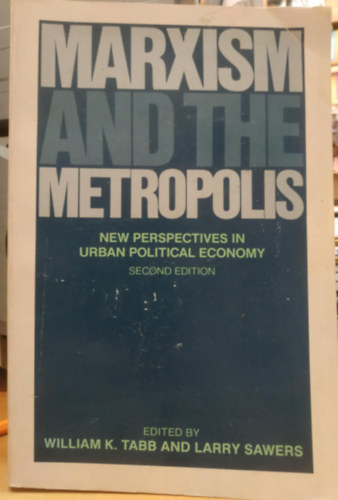 MARXISM
AND THE
METROPOLIS
NEW PERSPECTIVES IN
URBAN POLITICAL ECONOMY
SECOND EDITION
EDITED BY
WILLIAM K. TABB AND LARRY SAWERS